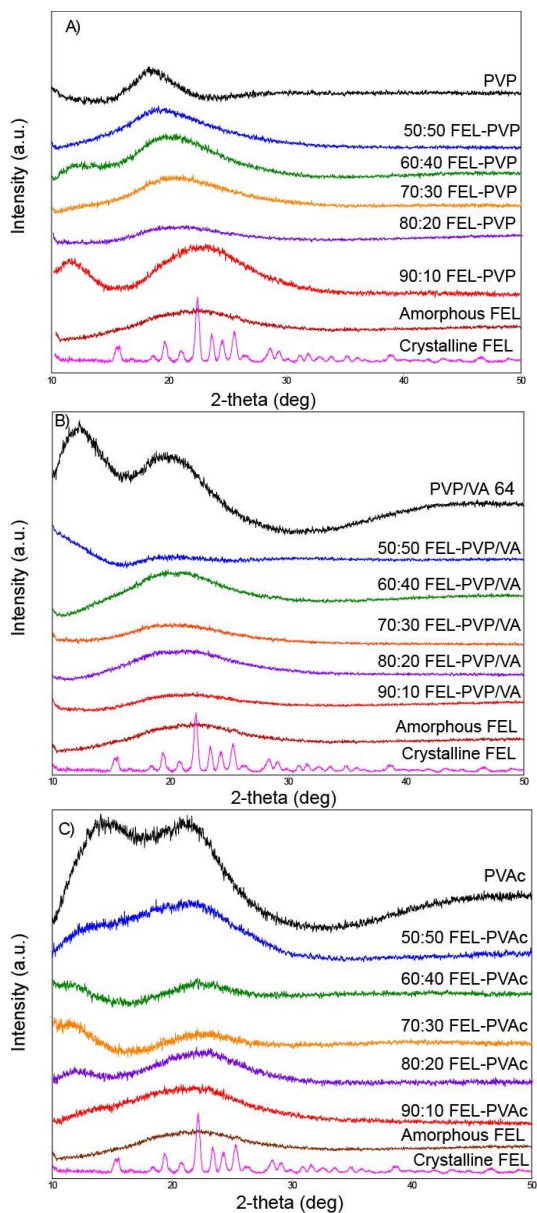 A)
PVP
50:50 FEL-PVP
60:40 FEL-PVP
70:30 FEL-PVP
80:20 FEL-PVP
90:10 FEL-PVP
Amorphous FEL
Crystalline FEL
Intensity (a.u.)
10 20 30 40 50
2-theta (deg)
B)
PVP/VA 64
50:50 FEL-PVP/VA
60:40 FEL-PVP/VA
70:30 FEL-PVP/VA
80:20 FEL-PVP/VA
90:10 FEL-PVP/VA
Amorphous FEL
Crystalline FEL
Intensity (a.u.)
10 20 30 40 50
2-theta (deg)
C)
PVAc
50:50 FEL-PVAc
60:40 FEL-PVAc
70:30 FEL-PVAc
80:20 FEL-PVAc
90:10 FEL-PVAc
Amorphous FEL
Crystalline FEL
Intensity (a.u.)
10 20 30 40 50
2-theta (deg)